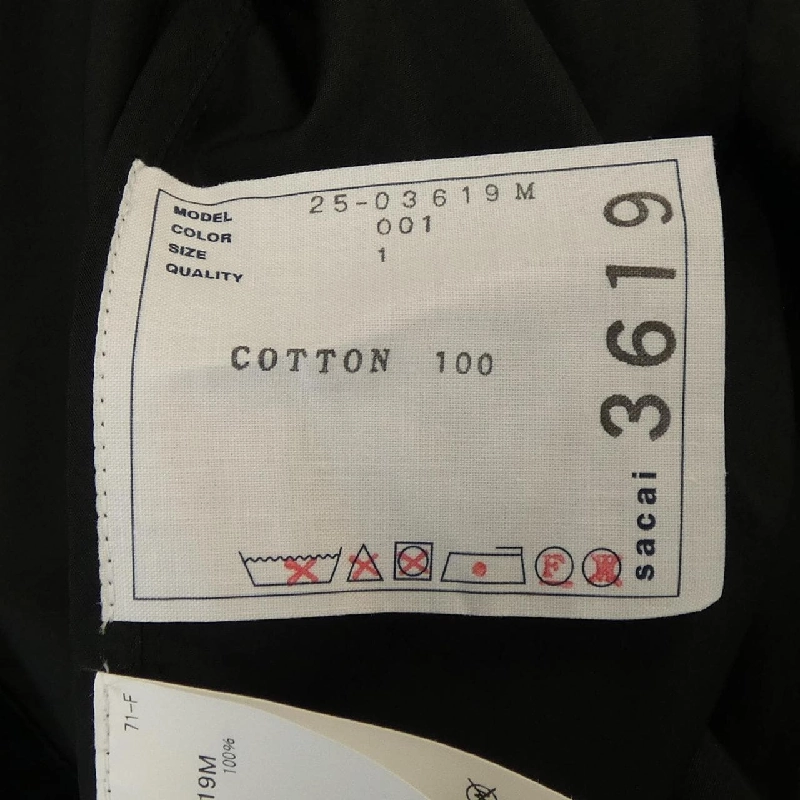 MODEL 25-03619M
COLOR 001
SIZE 1
QUALITY
COTTON 100
F
W
sacai 3619
71-F
19M
100%